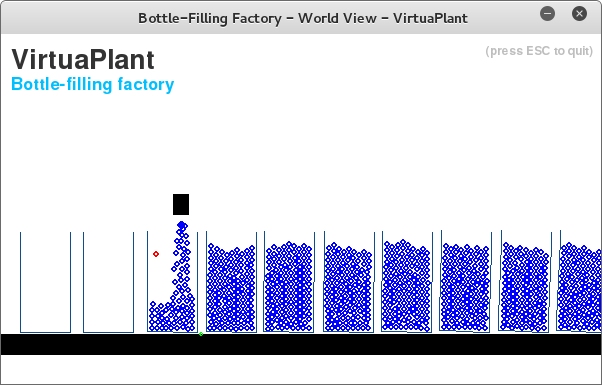 Bottle-Filling Factory - World View - VirtuaPlant
VirtuaPlant
(press ESC to quit)
Bottle-filling factory